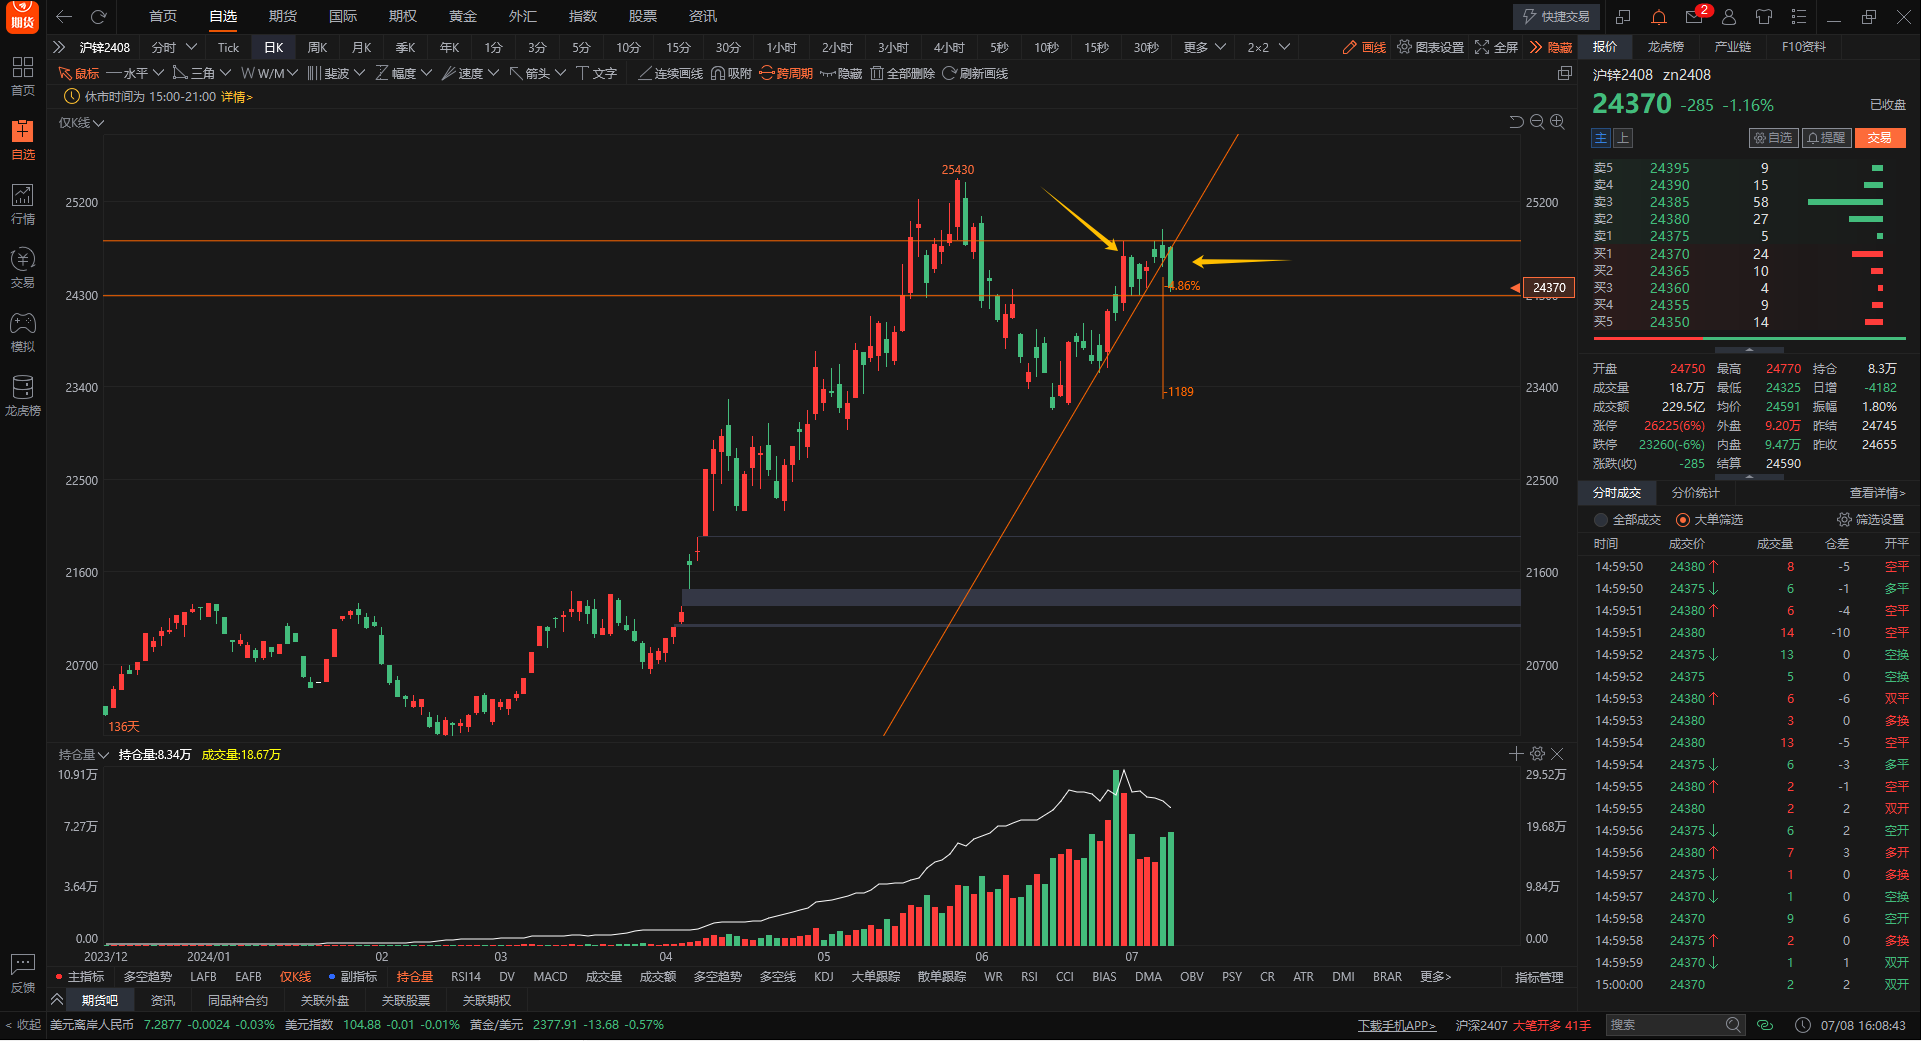 期货 首页 自选 期货 国际 期权 黄金 外汇 指数 股票 资讯 快捷交易 2
沪锌2408 分时 Tick 日K 周K 月K 季K 年K 1分 3分 5分 10分 15分 30分 1小时 2小时 3小时 4小时 5秒 10秒 15秒 30秒 更多 2×2 画线 图表设置 全屏 隐藏 报价 龙虎榜 产业链 F10资料
鼠标 水平 三角 W/M 斐波 幅度 速度 箭头 文字 连续画线 吸附 跨周期 隐藏 全部删除 刷新画线
休市时间为 15:00-21:00 详情>
仅K线
首页
自选
行情
交易
模拟
龙虎榜
反馈
< 收起
25430
25200 25200
24300
24370
-4.86%
23400 23400
-1189
22500 22500
21600 21600
20700 20700
136天
持仓量 持仓量:8.34万 成交量:18.67万
10.91万 29.52万
7.27万 19.68万
3.64万 9.84万
0.00 0.00
2023/12 2024/01 02 03 04 05 06 07
主指标 多空趋势 LAFB EAFB 仅K线 副指标 持仓量 RSI14 DV MACD 成交量 成交额 多空趋势 多空线 KDJ 大单跟踪 散单跟踪 WR RSI CCI BIAS DMA OBV PSY CR ATR DMI BRAR 更多> 指标管理
期货吧 资讯 同品种合约 关联外盘 关联股票 关联期权
美元离岸人民币 7.2877 -0.0024 -0.03% 美元指数 104.88 -0.01 -0.01% 黄金/美元 2377.91 -13.68 -0.57% 下载手机APP> 沪深2407 大笔开多 41手 搜索 07/08 16:08:43
沪锌2408 zn2408
24370 -285 -1.16% 已收盘
主 上 自选 提醒 交易
卖5 24395 9
卖4 24390 15
卖3 24385 58
卖2 24380 27
卖1 24375 5
买1 24370 24
买2 24365 10
买3 24360 4
买4 24355 9
买5 24350 14
开盘 24750 最高 24770 持仓 8.3万
成交量 18.7万 最低 24325 日增 -4182
成交额 229.5亿 均价 24591 振幅 1.80%
涨停 26225(6%) 外盘 9.20万 昨结 24745
跌停 23260(-6%) 内盘 9.47万 昨收 24655
涨跌(收) -285 结算 24590
分时成交 分价统计 查看详情>
全部成交 大单筛选 筛选设置
时间 成交价 成交量 仓差 开平
14:59:50 24380↑ 8 -5 空平
14:59:50 24375↓ 6 -1 多平
14:59:51 24380↑ 6 -4 空平
14:59:51 24380 14 -10 空平
14:59:52 24375↓ 13 0 空换
14:59:52 24375 5 0 空换
14:59:53 24380↑ 6 -6 双平
14:59:53 24380 3 0 多换
14:59:54 24380 13 -5 空平
14:59:54 24375↓ 6 -3 多平
14:59:55 24380↑ 2 -1 空平
14:59:55 24380 2 2 双开
14:59:56 24375↓ 6 2 空开
14:59:56 24380↑ 7 3 多开
14:59:57 24375↓ 1 0 多换
14:59:57 24370↓ 1 0 空换
14:59:58 24370 9 6 空开
14:59:58 24375↑ 2 0 多换
14:59:59 24370↓ 1 1 双开
15:00:00 24370 2 2 双开